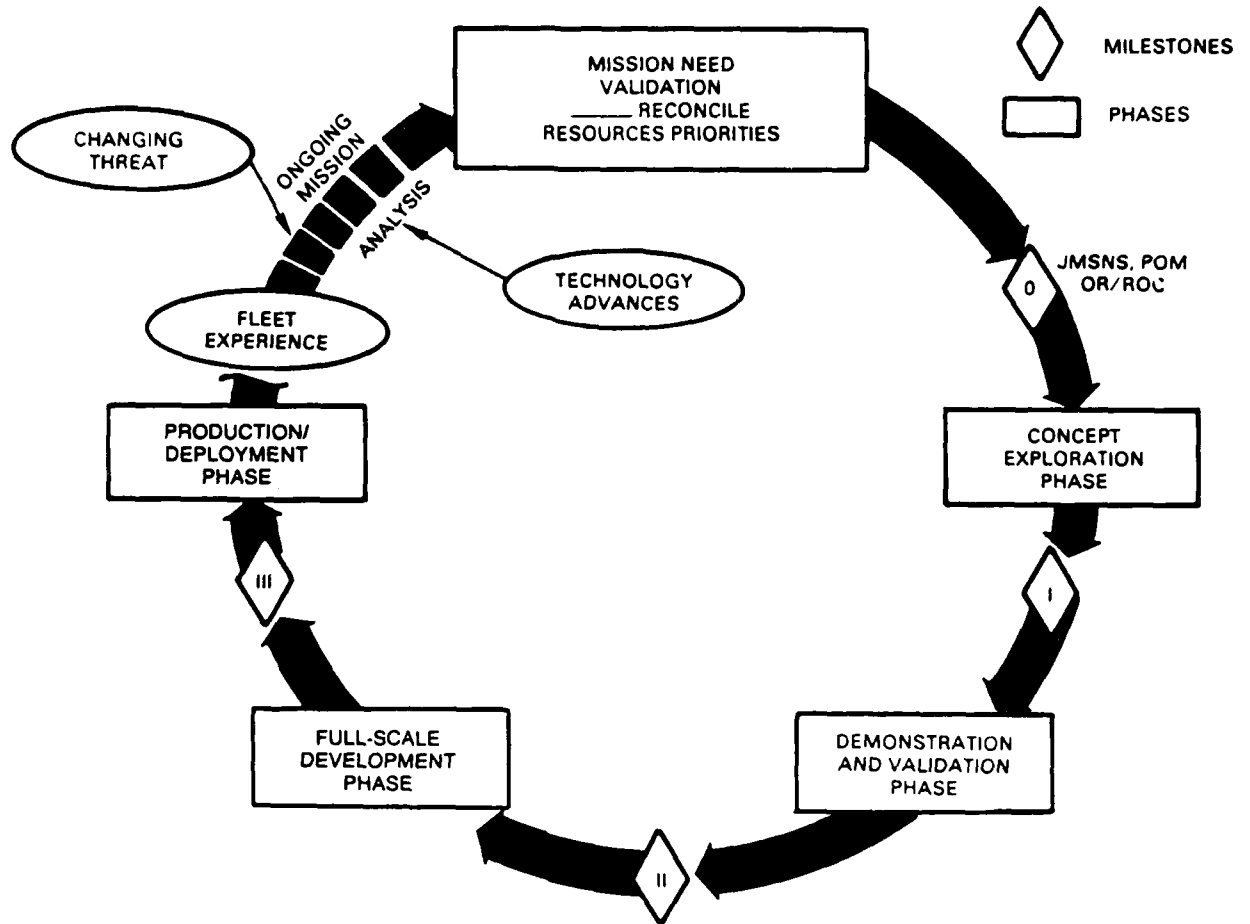 MISSION NEED
VALIDATION
_____ RECONCILE
RESOURCES PRIORITIES
MILESTONES
PHASES
CHANGING
THREAT
ONGOING
MISSION
ANALYSIS
TECHNOLOGY
ADVANCES
FLEET
EXPERIENCE
0
JMSNS, POM
OR/ROC
PRODUCTION/
DEPLOYMENT
PHASE
CONCEPT
EXPLORATION
PHASE
III
I
FULL-SCALE
DEVELOPMENT
PHASE
DEMONSTRATION
AND VALIDATION
PHASE
II